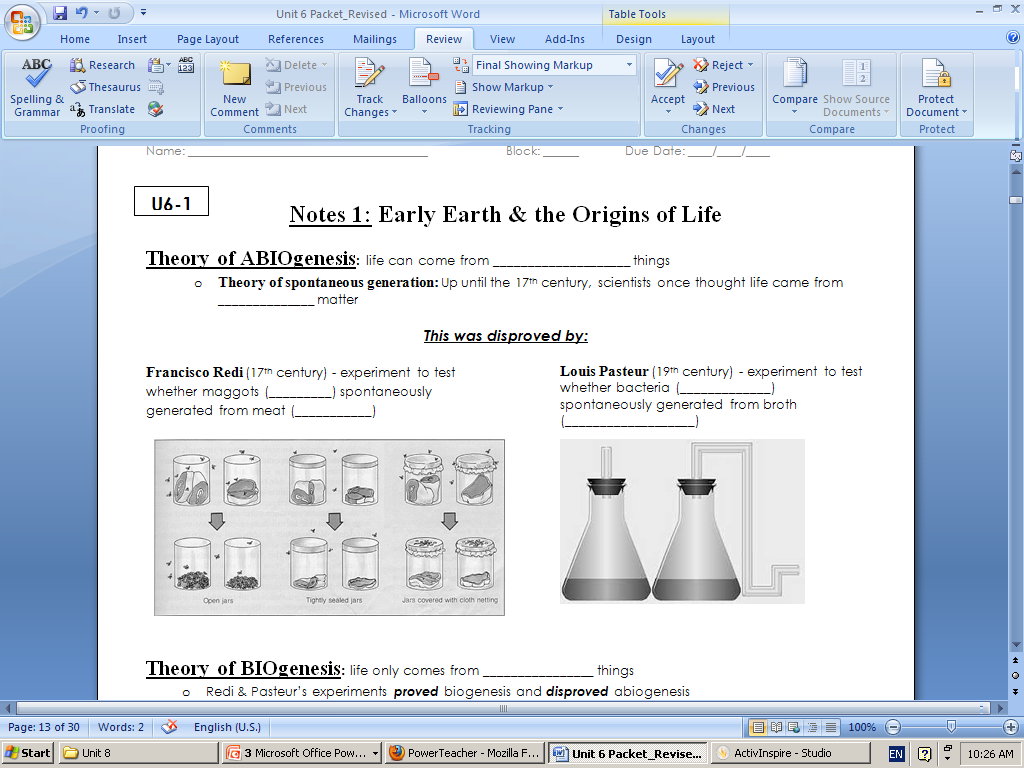 Unit 6 Packet_Revised - Microsoft Word
Table Tools
Home Insert Page Layout References Mailings Review View Add-Ins Design Layout
ABC
Spelling & Grammar
Research
Thesaurus
Translate
ABC
123
Proofing
New Comment
Delete
Previous
Next
Comments
Track Changes
Balloons
Final Showing Markup
Show Markup
Reviewing Pane
Tracking
Accept
Reject
Previous
Next
Changes
Compare
Show Source Documents
Compare
Protect Document
Protect
Name: ____________________ Block: ______ Due Date: ____/____/____
U6-1
Notes 1: Early Earth & the Origins of Life
Theory of ABIOgenesis: life can come from ____________________ things
o Theory of spontaneous generation: Up until the 17th century, scientists once thought life came from
______________ matter
This was disproved by:
Francisco Redi (17th century) - experiment to test
whether maggots (_________) spontaneously
generated from meat (___________)
Louis Pasteur (19th century) - experiment to test
whether bacteria (_____________)
spontaneously generated from broth
(___________________)
Open jars Tightly sealed jars Jars covered with cloth netting
Theory of BIOgenesis: life only comes from ________________ things
o Redi & Pasteur's experiments proved biogenesis and disproved abiogenesis
Page: 13 of 30 Words: 2 English (U.S.) 100%
Start Unit 8 3 Microsoft Office Pow... PowerTeacher - Mozilla F... Unit 6 Packet_Revise... ActivInspire - Studio EN 10:26 AM